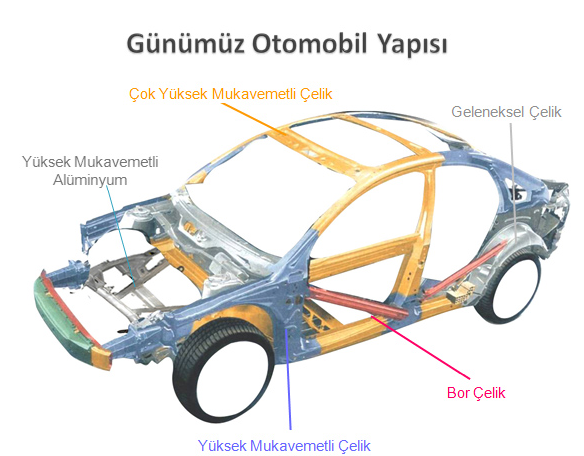 Günümüz Otomobil Yapısı
Çok Yüksek Mukavemetli Çelik
Geleneksel Çelik
Yüksek Mukavemetli
Alüminyum
Bor Çelik
Yüksek Mukavemetli Çelik